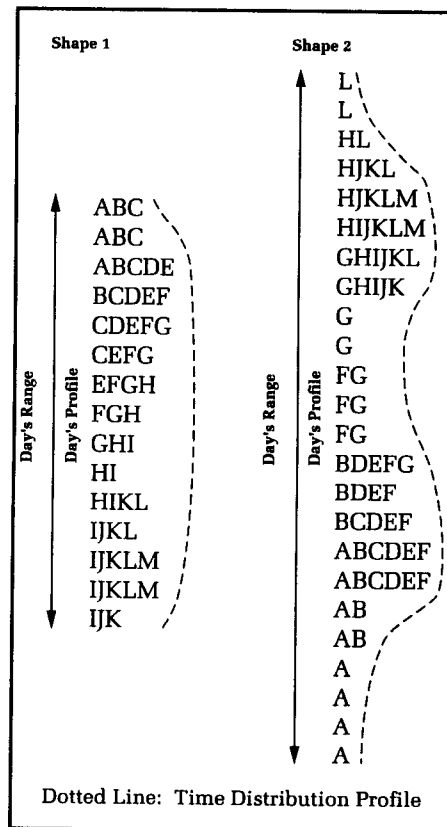 Shape 1
Day's Range
Day's Profile
ABC
ABC
ABCDE
BCDEF
CDEFG
CEFG
EFGH
FGH
GHI
HI
HIKL
IJKL
IJKLM
IJKLM
IJK
Shape 2
Day's Range
Day's Profile
L
L
HL
HJKL
HJKLM
HIJKLM
GHIJKL
GHIJK
G
G
FG
FG
FG
BDEFG
BDEF
BCDEF
ABCDEF
ABCDEF
AB
AB
A
A
A
A
Dotted Line: Time Distribution Profile